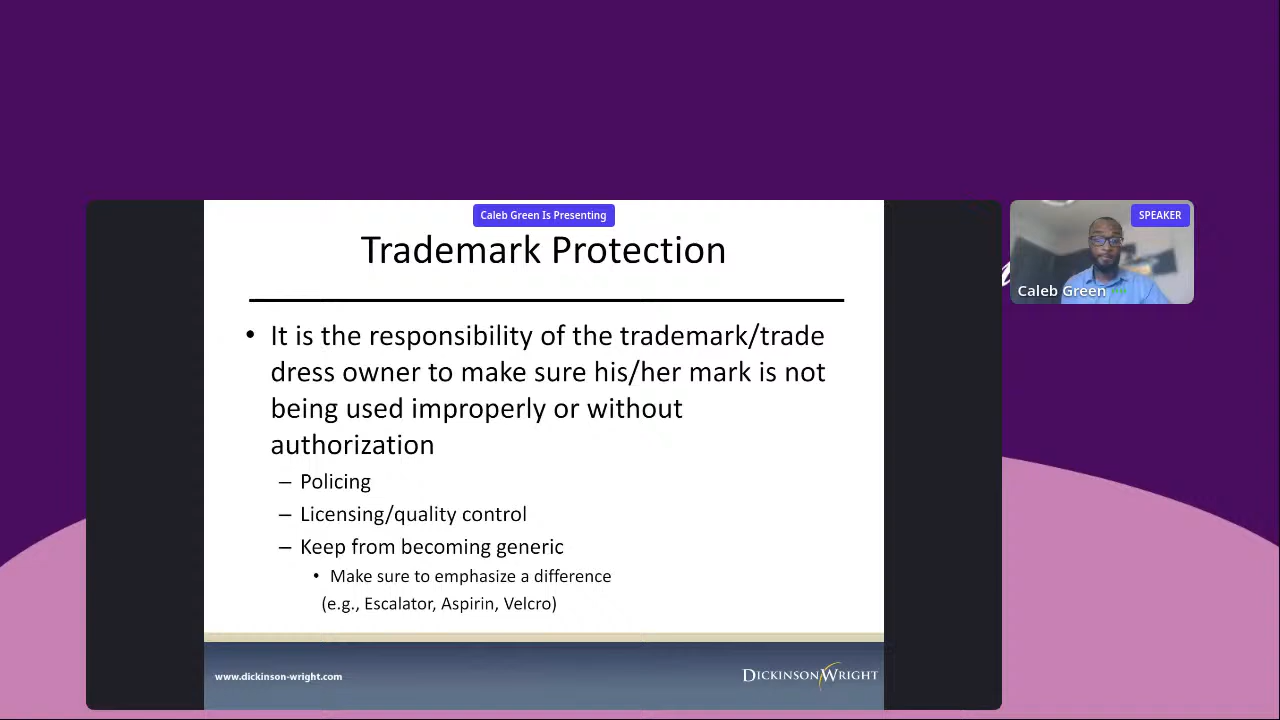 Caleb Green Is Presenting
SPEAKER
Trademark Protection
Caleb Green
• It is the responsibility of the trademark/trade
dress owner to make sure his/her mark is not
being used improperly or without
authorization
– Policing
– Licensing/quality control
– Keep from becoming generic
• Make sure to emphasize a difference
(e.g., Escalator, Aspirin, Velcro)
www.dickinson-wright.com
DICKINSON WRIGHT